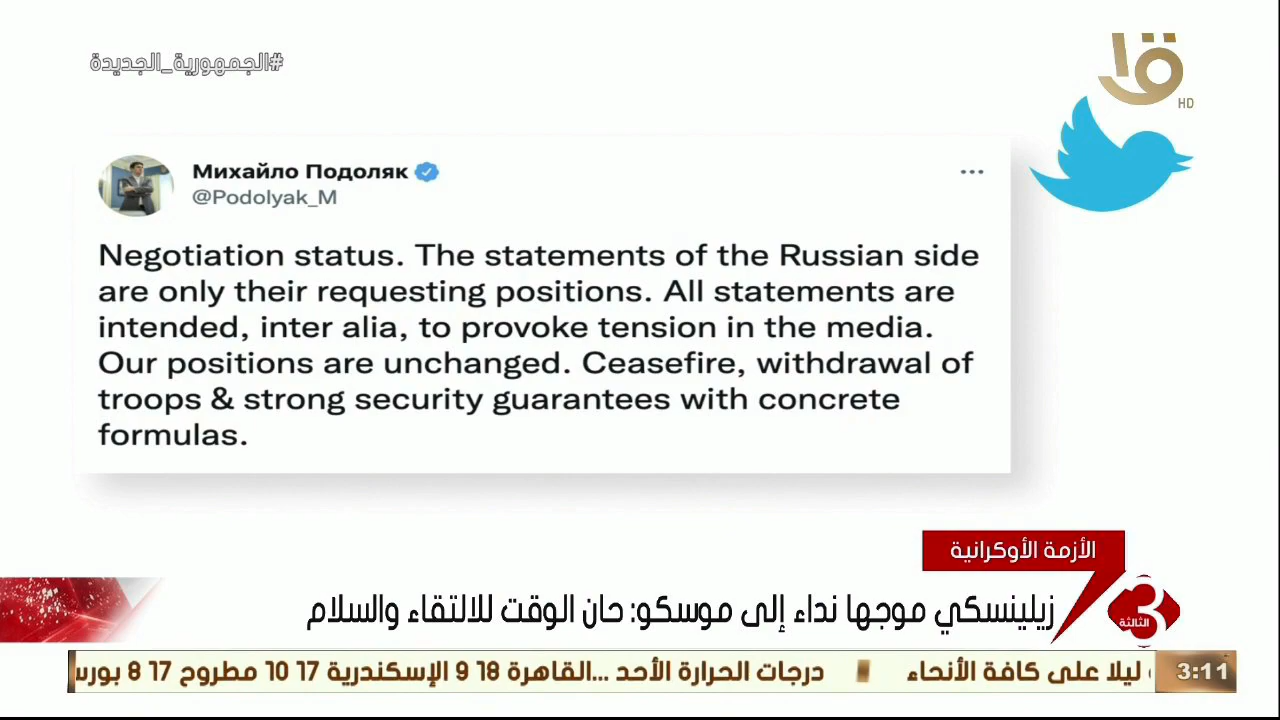 #الجمهورية_الجديدة
HD
Михайло Подоляк
@Podolyak_M
Negotiation status. The statements of the Russian side
are only their requesting positions. All statements are
intended, inter alia, to provoke tension in the media.
Our positions are unchanged. Ceasefire, withdrawal of
troops & strong security guarantees with concrete
formulas.
الأزمة الأوكرانية
زيلينسكي موجها نداء إلى موسكو: حان الوقت للالتقاء والسلام
3
الثالثة
ليلا على كافة الأنحاء درجات الحرارة الأحد ...القاهرة 18 9 الإسكندرية 17 10 مطروح 17 8
3:11